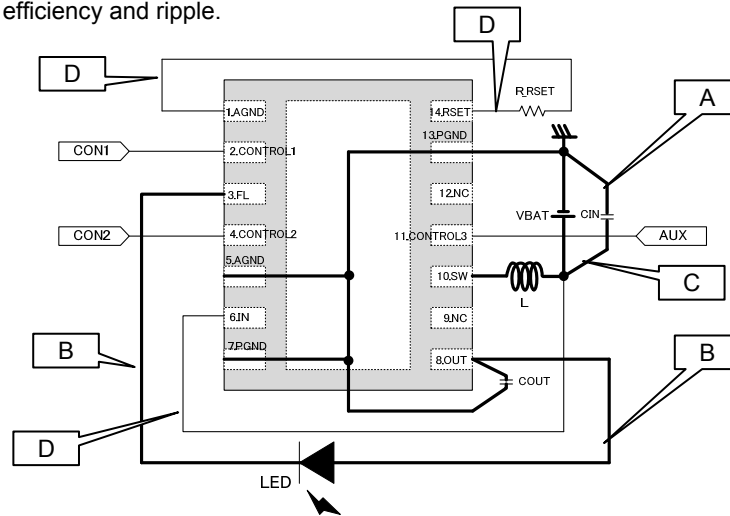 efficiency and ripple.
D
D
R_RSET
A
1.AGND
14.RSET
13.PGND
CON1
2.CONTROL1
3.FL
12.NC
VBAT
CIN
CON2
4.CONTROL2
11.CONTROL3
AUX
5.AGND
10.SW
L
C
6.IN
9.NC
B
7.PGND
8.OUT
COUT
B
D
LED